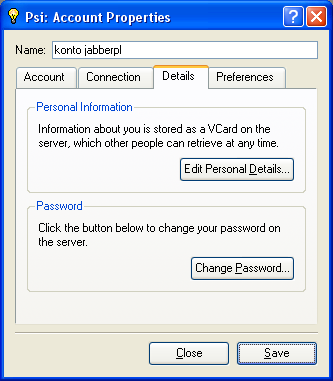 Psi: Account Properties
Name: konto jabberpl
Account Connection Details Preferences
Personal Information
Information about you is stored as a VCard on the
server, which other people can retrieve at any time.
Edit Personal Details...
Password
Click the button below to change your password on
the server.
Change Password...
Close Save